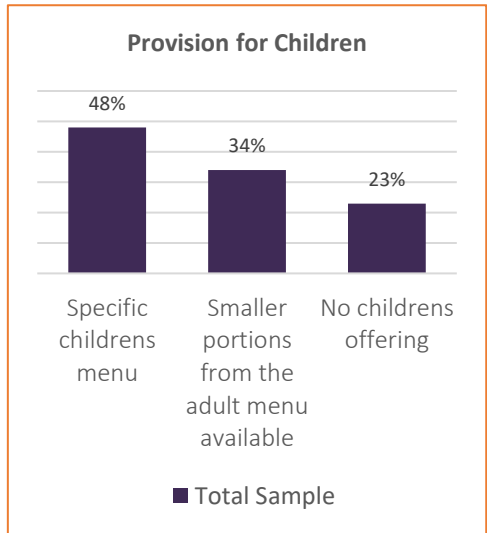 Provision for Children
48%
34%
23%
Specific
childrens
menu
Smaller
portions
from the
adult menu
available
No childrens
offering
Total Sample